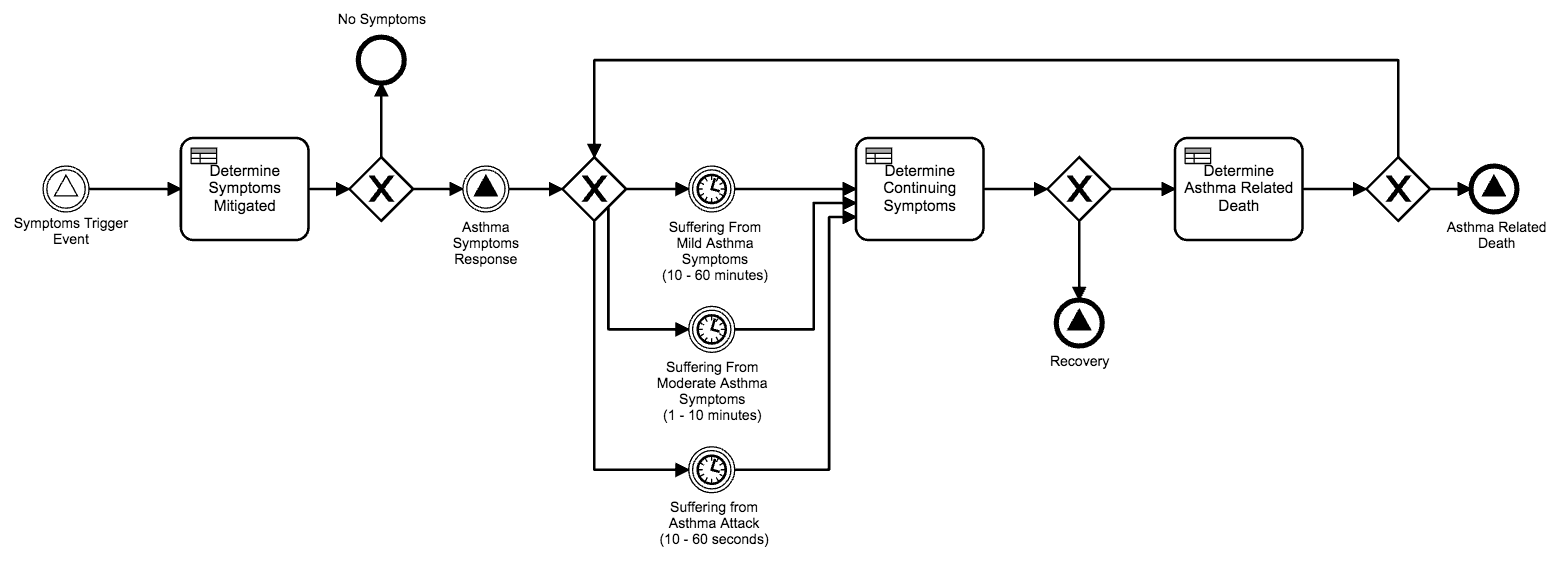 No Symptoms
Symptoms Trigger
Event
Determine
Symptoms
Mitigated
X
Asthma
Symptoms
Response
X
Suffering From
Mild Asthma
Symptoms
(10 - 60 minutes)
Suffering From
Moderate Asthma
Symptoms
(1 - 10 minutes)
Suffering from
Asthma Attack
(10 - 60 seconds)
Determine
Continuing
Symptoms
X
Recovery
Determine
Asthma Related
Death
X
Asthma Related
Death